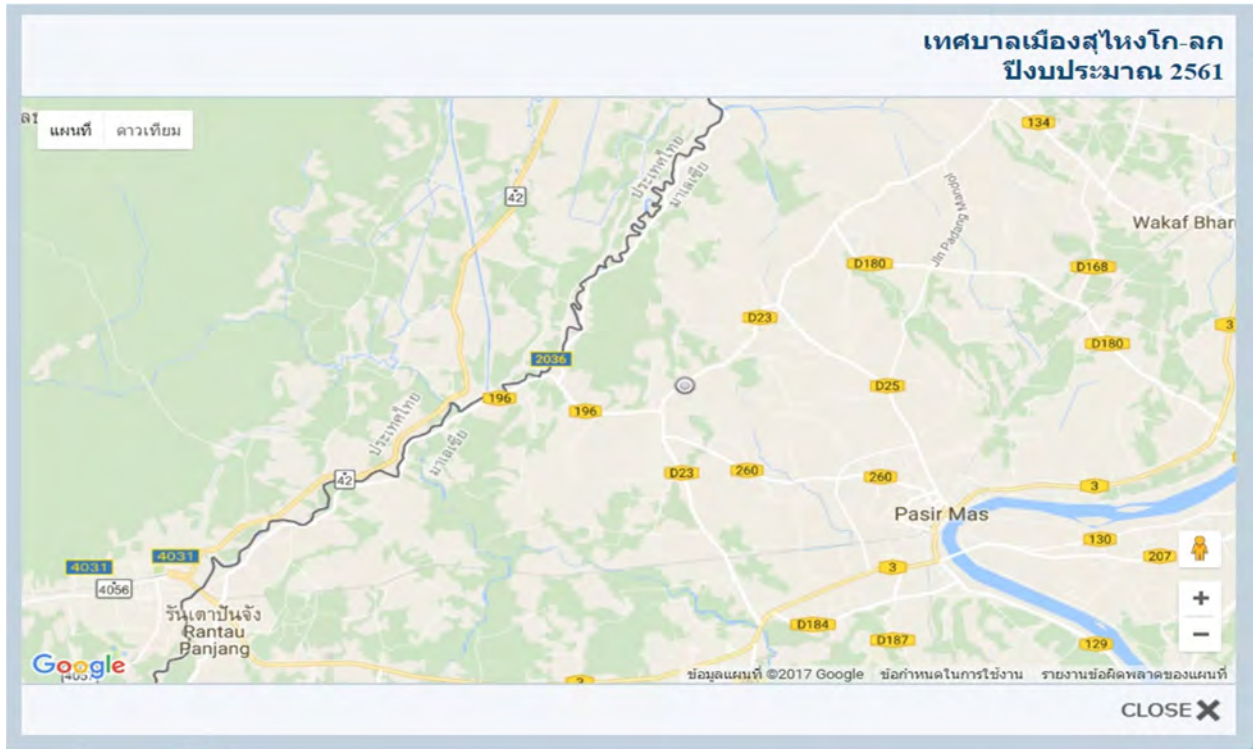 เทศบาลเมืองสุไหงโก-ลก
ปีงบประมาณ 2561
แผนที่ ดาวเทียม
134
42
ประเทศไทย
มาเลเซีย
Jln Padang Mandol
Wakaf Bhar
D180
D168
D23
3
D180
2036
D25
196
196
ประเทศไทย
มาเลเซีย
42
D23
260
260
3
Pasir Mas
130
207
4031
4031
4056
3
รันเตาปันจัง
Rantau
Panjang
D184
D187
129
+
−
Google
ข้อมูลแผนที่ ©2017 Google ข้อกำหนดในการใช้งาน รายงานข้อผิดพลาดของแผนที่
CLOSE